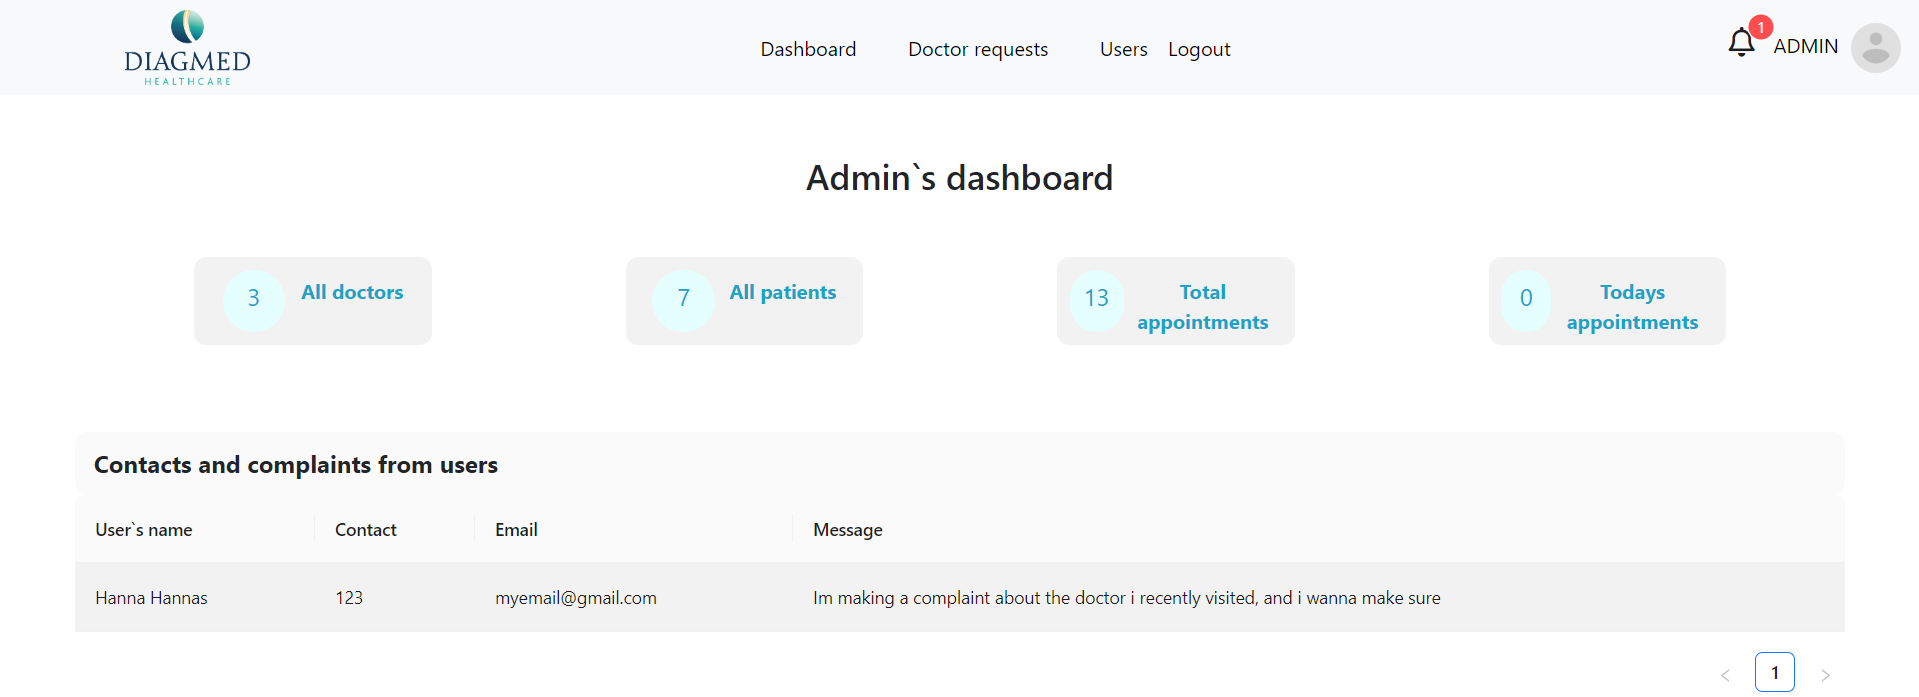 DIAGMED
HEALTHCARE
Dashboard Doctor requests Users Logout
1
ADMIN
Admin`s dashboard
3 All doctors
7 All patients
13 Total appointments
0 Todays appointments
Contacts and complaints from users
User`s name Contact Email Message
Hanna Hannas 123 myemail@gmail.com Im making a complaint about the doctor i recently visited, and i wanna make sure
< 1 >